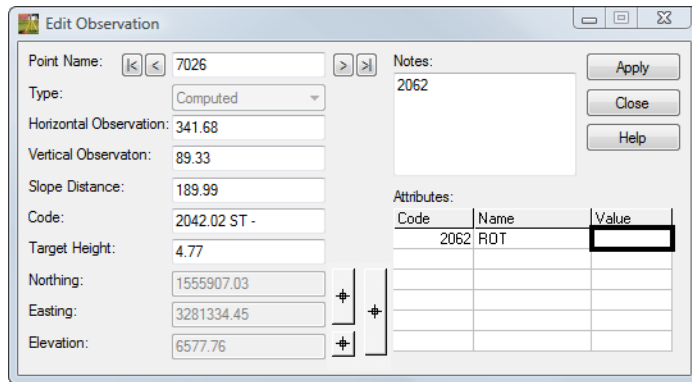 Edit Observation
Point Name: |< < 7026 > >|
Type: Computed
Horizontal Observation: 341.68
Vertical Observaton: 89.33
Slope Distance: 189.99
Code: 2042.02 ST -
Target Height: 4.77
Northing: 1555907.03
Easting: 3281334.45
Elevation: 6577.76
Notes:
2062
Apply
Close
Help
Attributes:
Code Name Value
2062 ROT